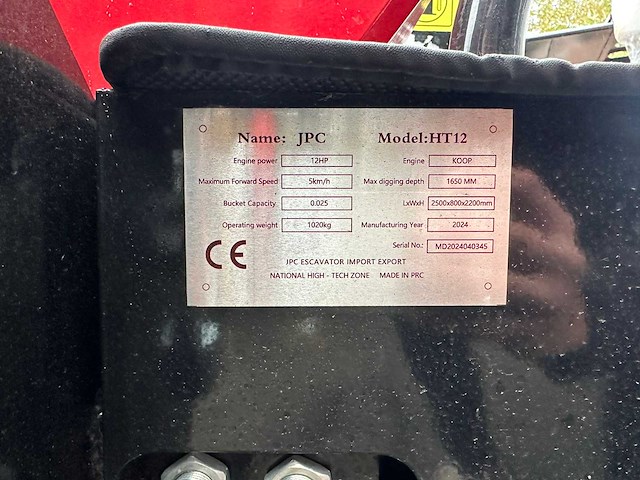 Name: JPC Model:HT12
Engine power 12HP Engine KOOP
Maximum Forward Speed 5km/h Max digging depth 1650 MM
Bucket Capacity 0.025 LxWxH 2500x800x2200mm
Operating weight 1020kg Manufacturing Year 2024
Serial No.: MD2024040345
CE
JPC ESCAVATOR IMPORT EXPORT
NATIONAL HIGH - TECH ZONE MADE IN PRC